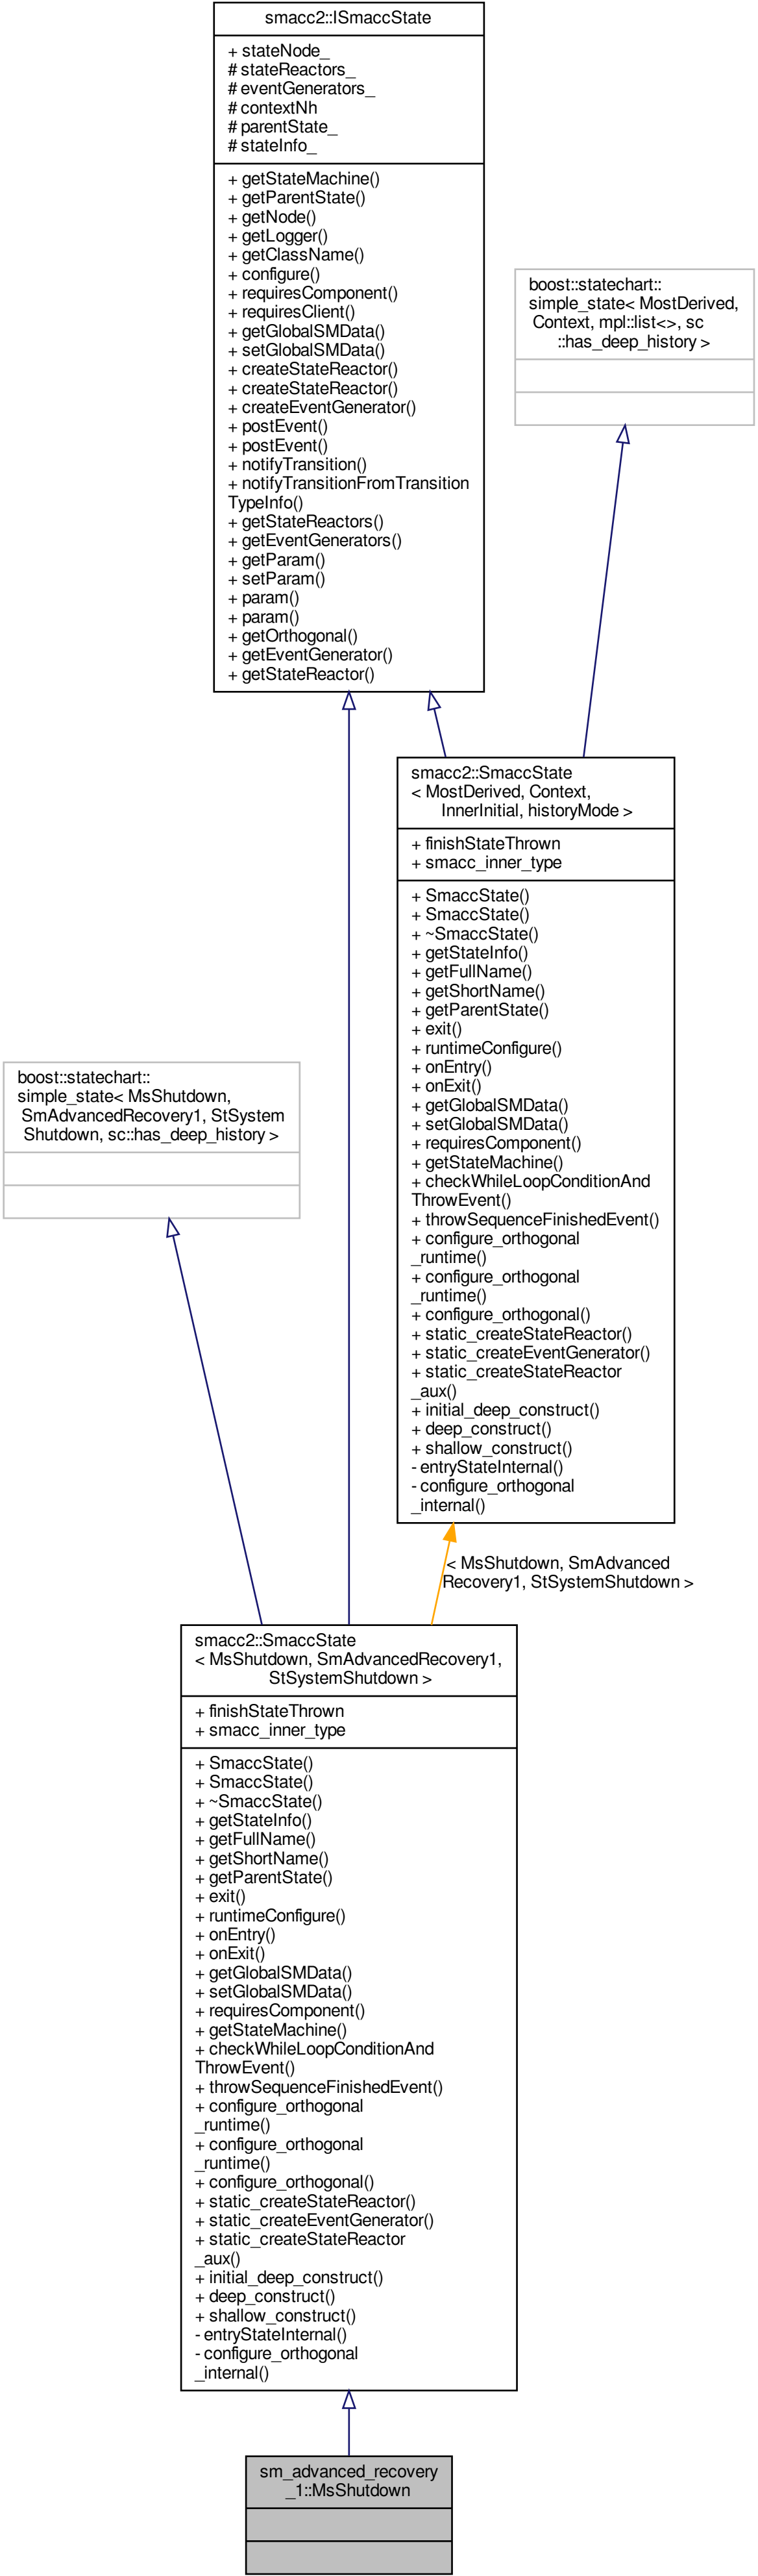 smacc2::ISmaccState
+ stateNode_
# stateReactors_
# eventGenerators_
# contextNh
# parentState_
# stateInfo_
+ getStateMachine()
+ getParentState()
+ getNode()
+ getLogger()
+ getClassName()
+ configure()
+ requiresComponent()
+ requiresClient()
+ getGlobalSMData()
+ setGlobalSMData()
+ createStateReactor()
+ createStateReactor()
+ createEventGenerator()
+ postEvent()
+ postEvent()
+ notifyTransition()
+ notifyTransitionFromTransition
TypeInfo()
+ getStateReactors()
+ getEventGenerators()
+ getParam()
+ setParam()
+ param()
+ param()
+ getOrthogonal()
+ getEventGenerator()
+ getStateReactor()
boost::statechart::
simple_state< MostDerived,
Context, mpl::list<>, sc
::has_deep_history >
smacc2::SmaccState
< MostDerived, Context,
InnerInitial, historyMode >
+ finishStateThrown
+ smacc_inner_type
+ SmaccState()
+ SmaccState()
+ ~SmaccState()
+ getStateInfo()
+ getFullName()
+ getShortName()
+ getParentState()
+ exit()
+ runtimeConfigure()
+ onEntry()
+ onExit()
+ getGlobalSMData()
+ setGlobalSMData()
+ requiresComponent()
+ getStateMachine()
+ checkWhileLoopConditionAnd
ThrowEvent()
+ throwSequenceFinishedEvent()
+ configure_orthogonal
_runtime()
+ configure_orthogonal
_runtime()
+ configure_orthogonal()
+ static_createStateReactor()
+ static_createEventGenerator()
+ static_createStateReactor
_aux()
+ initial_deep_construct()
+ deep_construct()
+ shallow_construct()
- entryStateInternal()
- configure_orthogonal
_internal()
boost::statechart::
simple_state< MsShutdown,
SmAdvancedRecovery1, StSystem
Shutdown, sc::has_deep_history >
< MsShutdown, SmAdvanced
Recovery1, StSystemShutdown >
smacc2::SmaccState
< MsShutdown, SmAdvancedRecovery1,
StSystemShutdown >
+ finishStateThrown
+ smacc_inner_type
+ SmaccState()
+ SmaccState()
+ ~SmaccState()
+ getStateInfo()
+ getFullName()
+ getShortName()
+ getParentState()
+ exit()
+ runtimeConfigure()
+ onEntry()
+ onExit()
+ getGlobalSMData()
+ setGlobalSMData()
+ requiresComponent()
+ getStateMachine()
+ checkWhileLoopConditionAnd
ThrowEvent()
+ throwSequenceFinishedEvent()
+ configure_orthogonal
_runtime()
+ configure_orthogonal
_runtime()
+ configure_orthogonal()
+ static_createStateReactor()
+ static_createEventGenerator()
+ static_createStateReactor
_aux()
+ initial_deep_construct()
+ deep_construct()
+ shallow_construct()
- entryStateInternal()
- configure_orthogonal
_internal()
sm_advanced_recovery
_1::MsShutdown